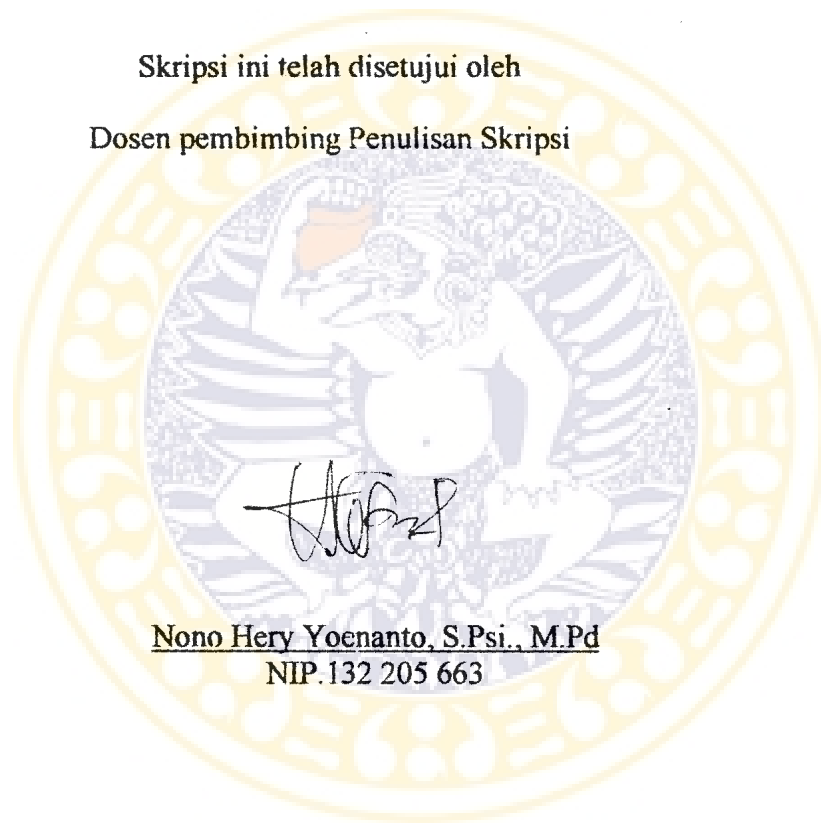 Skripsi ini telah disetujui oleh
Dosen pembimbing Penulisan Skripsi
Nono Hery Yoenanto, S.Psi., M.Pd
NIP.132 205 663